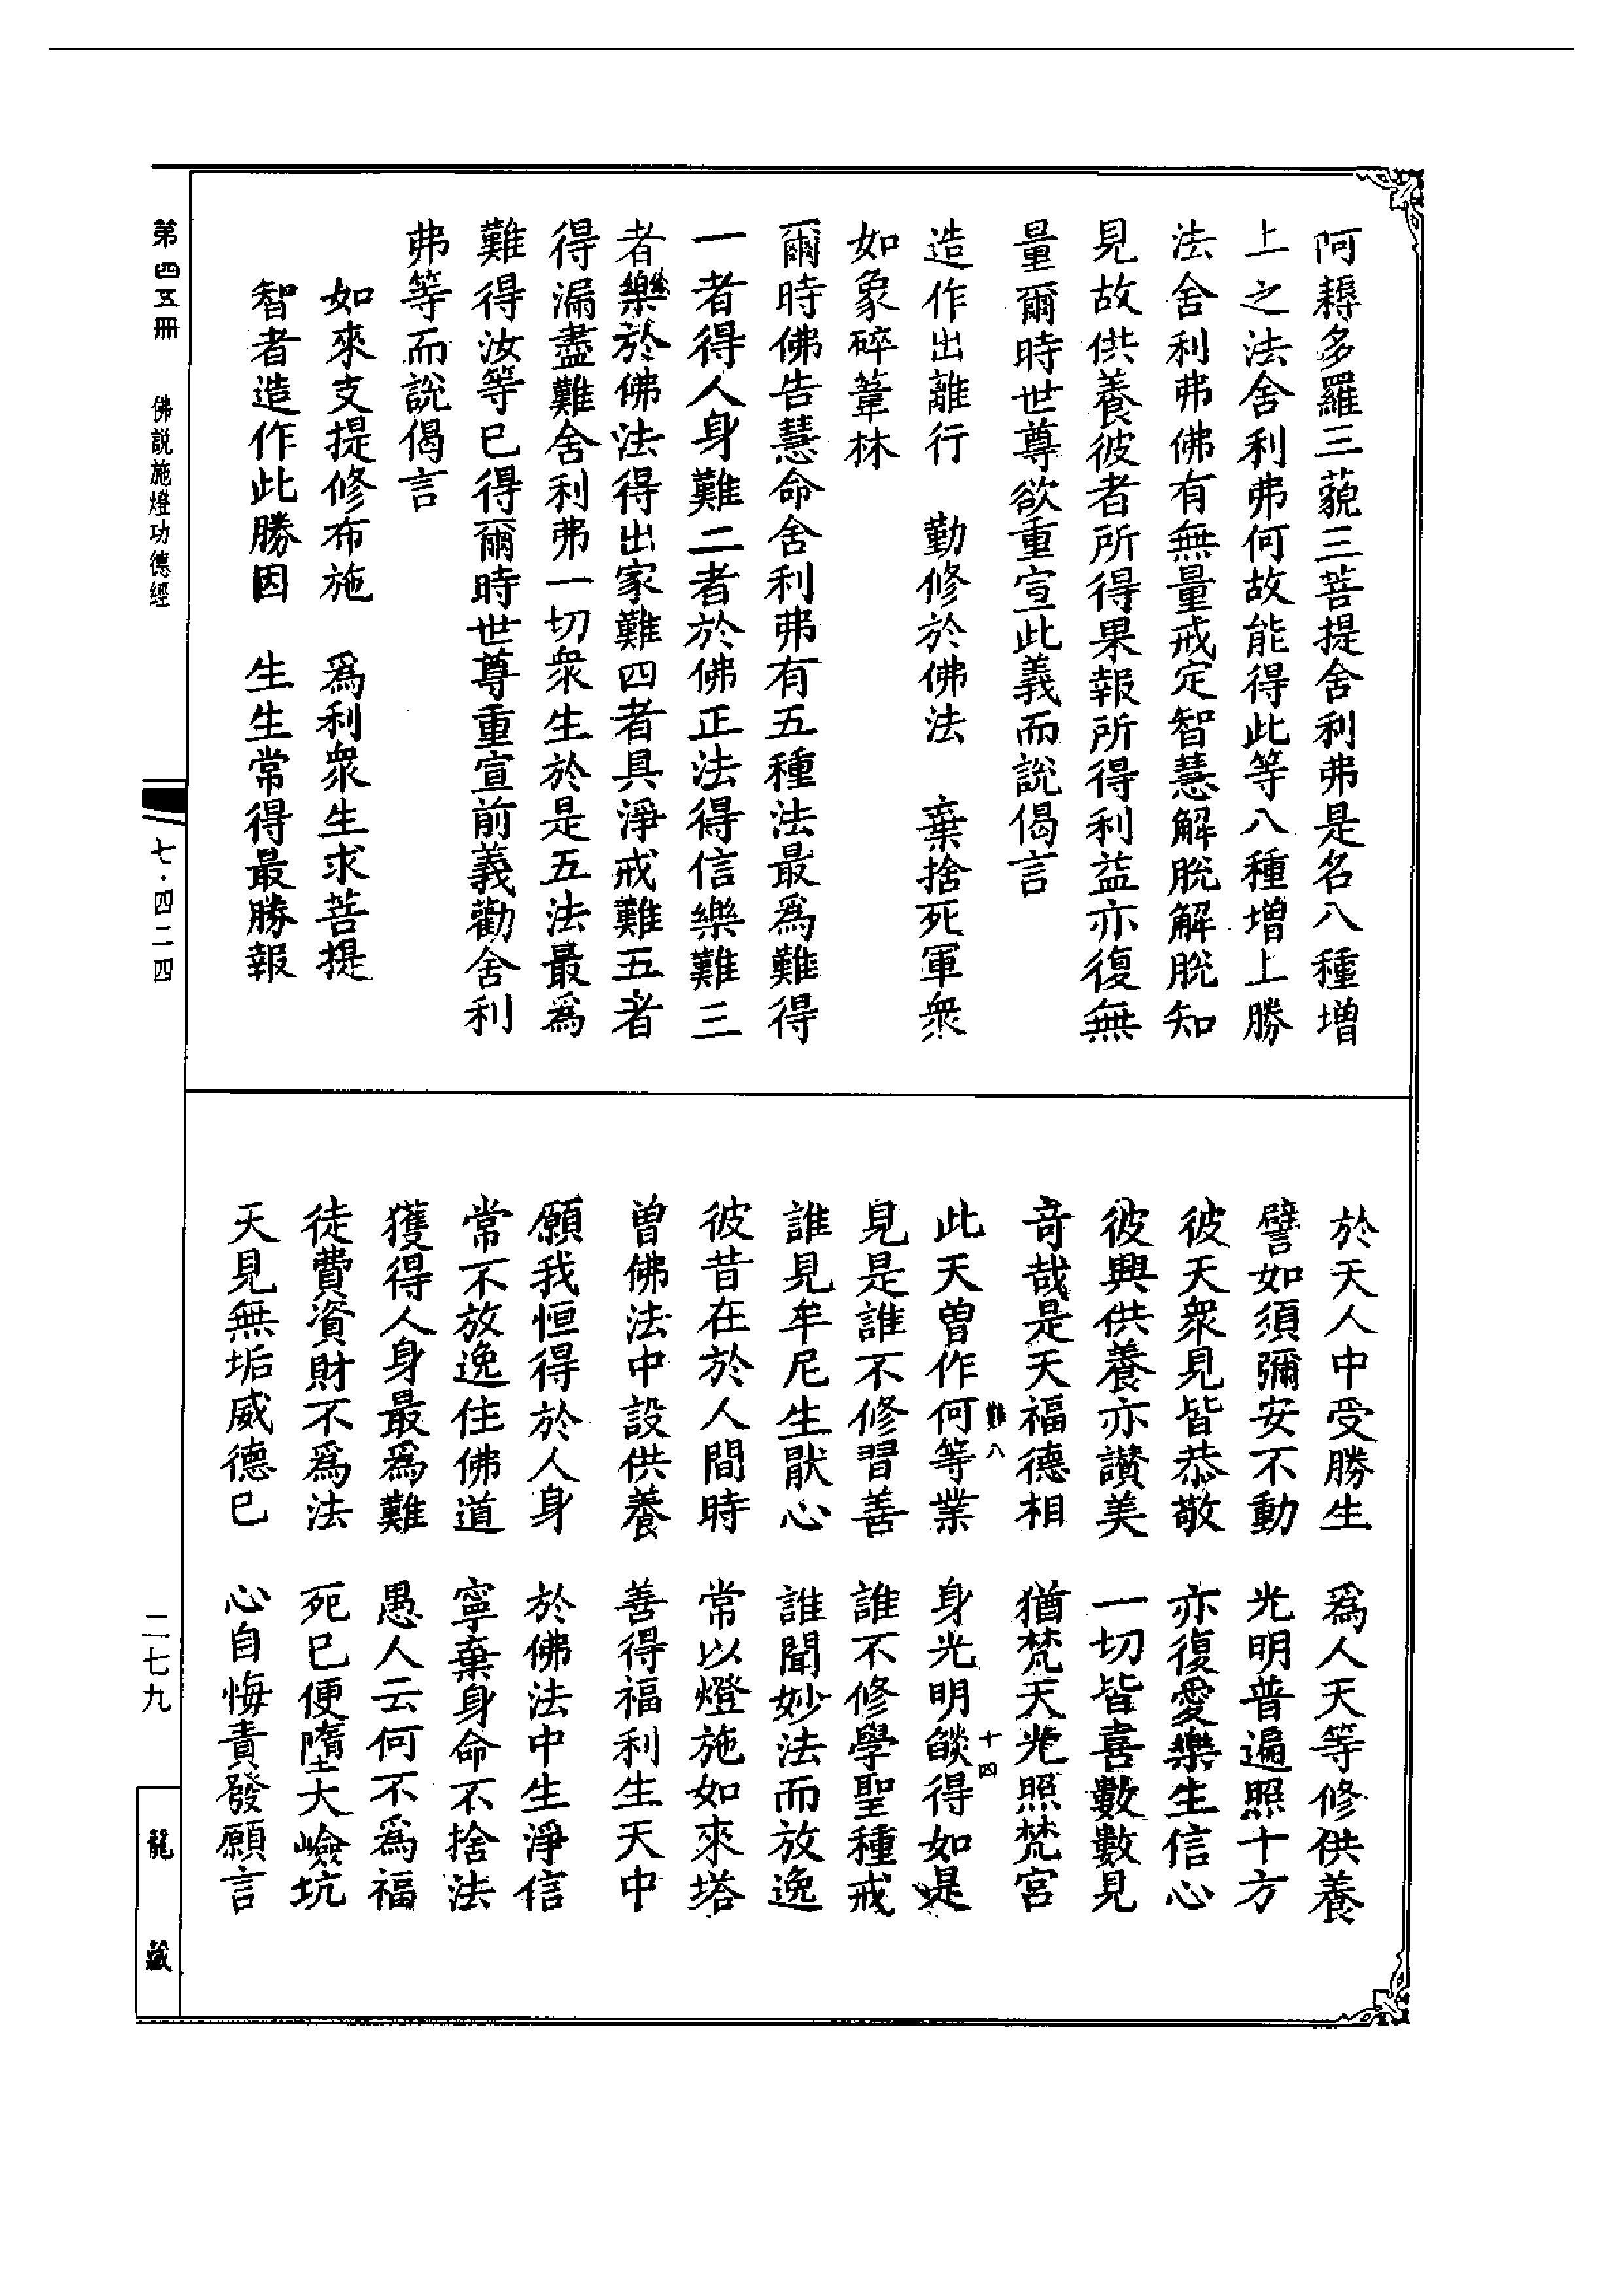 阿耨多羅三藐三菩提舍利弗是名八種增
上之法舍利弗何故能得此等八種增上勝
法舍利弗佛有無量戒定智慧解脫解脫知
見故供養彼者所得果報所得利益亦復無
量爾時世尊欲重宣此義而說偈言
造作出離行　勤修於佛法　棄捨死軍衆
如象碎葦林
爾時佛告慧命舍利弗有五種法最爲難得
一者得人身難二者於佛正法得信樂難三
者樂於佛法得出家難四者具淨戒難五者
得漏盡難舍利弗一切衆生於是五法最爲
難得汝等已得爾時世尊重宣前義勸舍利
弗等而說偈言
如來支提修布施　爲利衆生求菩提
智者造作此勝因　生生常得最勝報
於天人中受勝生　爲人天等修供養
譬如須彌安不動　光明普遍照十方
彼天衆見皆恭敬　亦復愛樂生信心
彼興供養亦讚美　一切皆喜數數見
奇哉是天福德相　猶梵天光照梵宮
難八　十四
此天曾作何等業　身光明燄得如是
見是誰不修習善　誰不修學聖種戒
誰見牟尼生厭心　誰聞妙法而放逸
彼昔在於人間時　常以燈施如來塔
曾佛法中設供養　善得福利生天中
願我恒得於人身　於佛法中生淨信
常不放逸住佛道　寧棄身命不捨法
獲得人身最爲難　愚人云何不爲福
徒費資財不爲法　死已便墮大嶮坑
天見無垢威德已　心自悔責發願言
第四五冊　佛說施燈功德經
七·四二四
二七九
龍藏